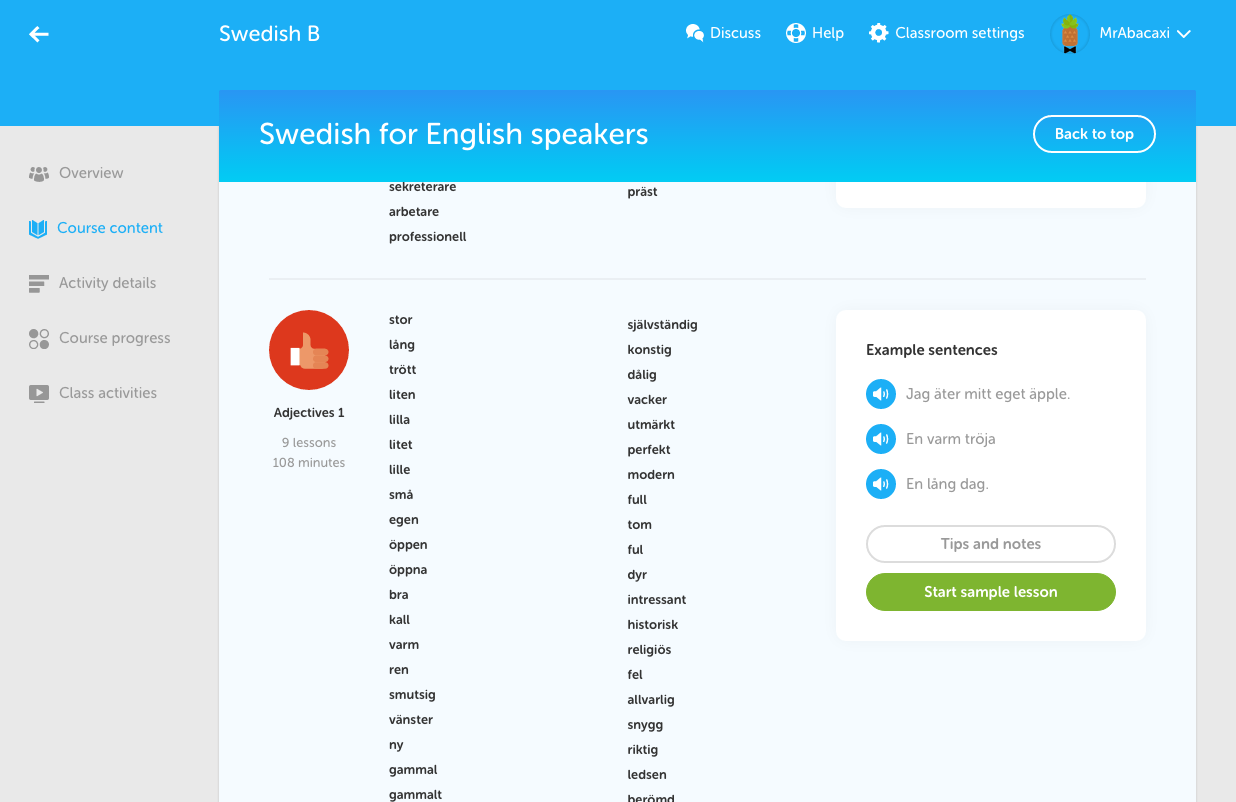 Swedish B
Discuss
Help
Classroom settings
MrAbacaxi
Swedish for English speakers
Back to top
Overview
Course content
Activity details
Course progress
Class activities
sekreterare
arbetare
professionell
präst
Adjectives 1
9 lessons
108 minutes
stor
lång
trött
liten
lilla
litet
lille
små
egen
öppen
öppna
bra
kall
varm
ren
smutsig
vänster
ny
gammal
gammalt
självständig
konstig
dålig
vacker
utmärkt
perfekt
modern
full
tom
ful
dyr
intressant
historisk
religiös
fel
allvarlig
snygg
riktig
ledsen
berömd
Example sentences
Jag äter mitt eget äpple.
En varm tröja
En lång dag.
Tips and notes
Start sample lesson